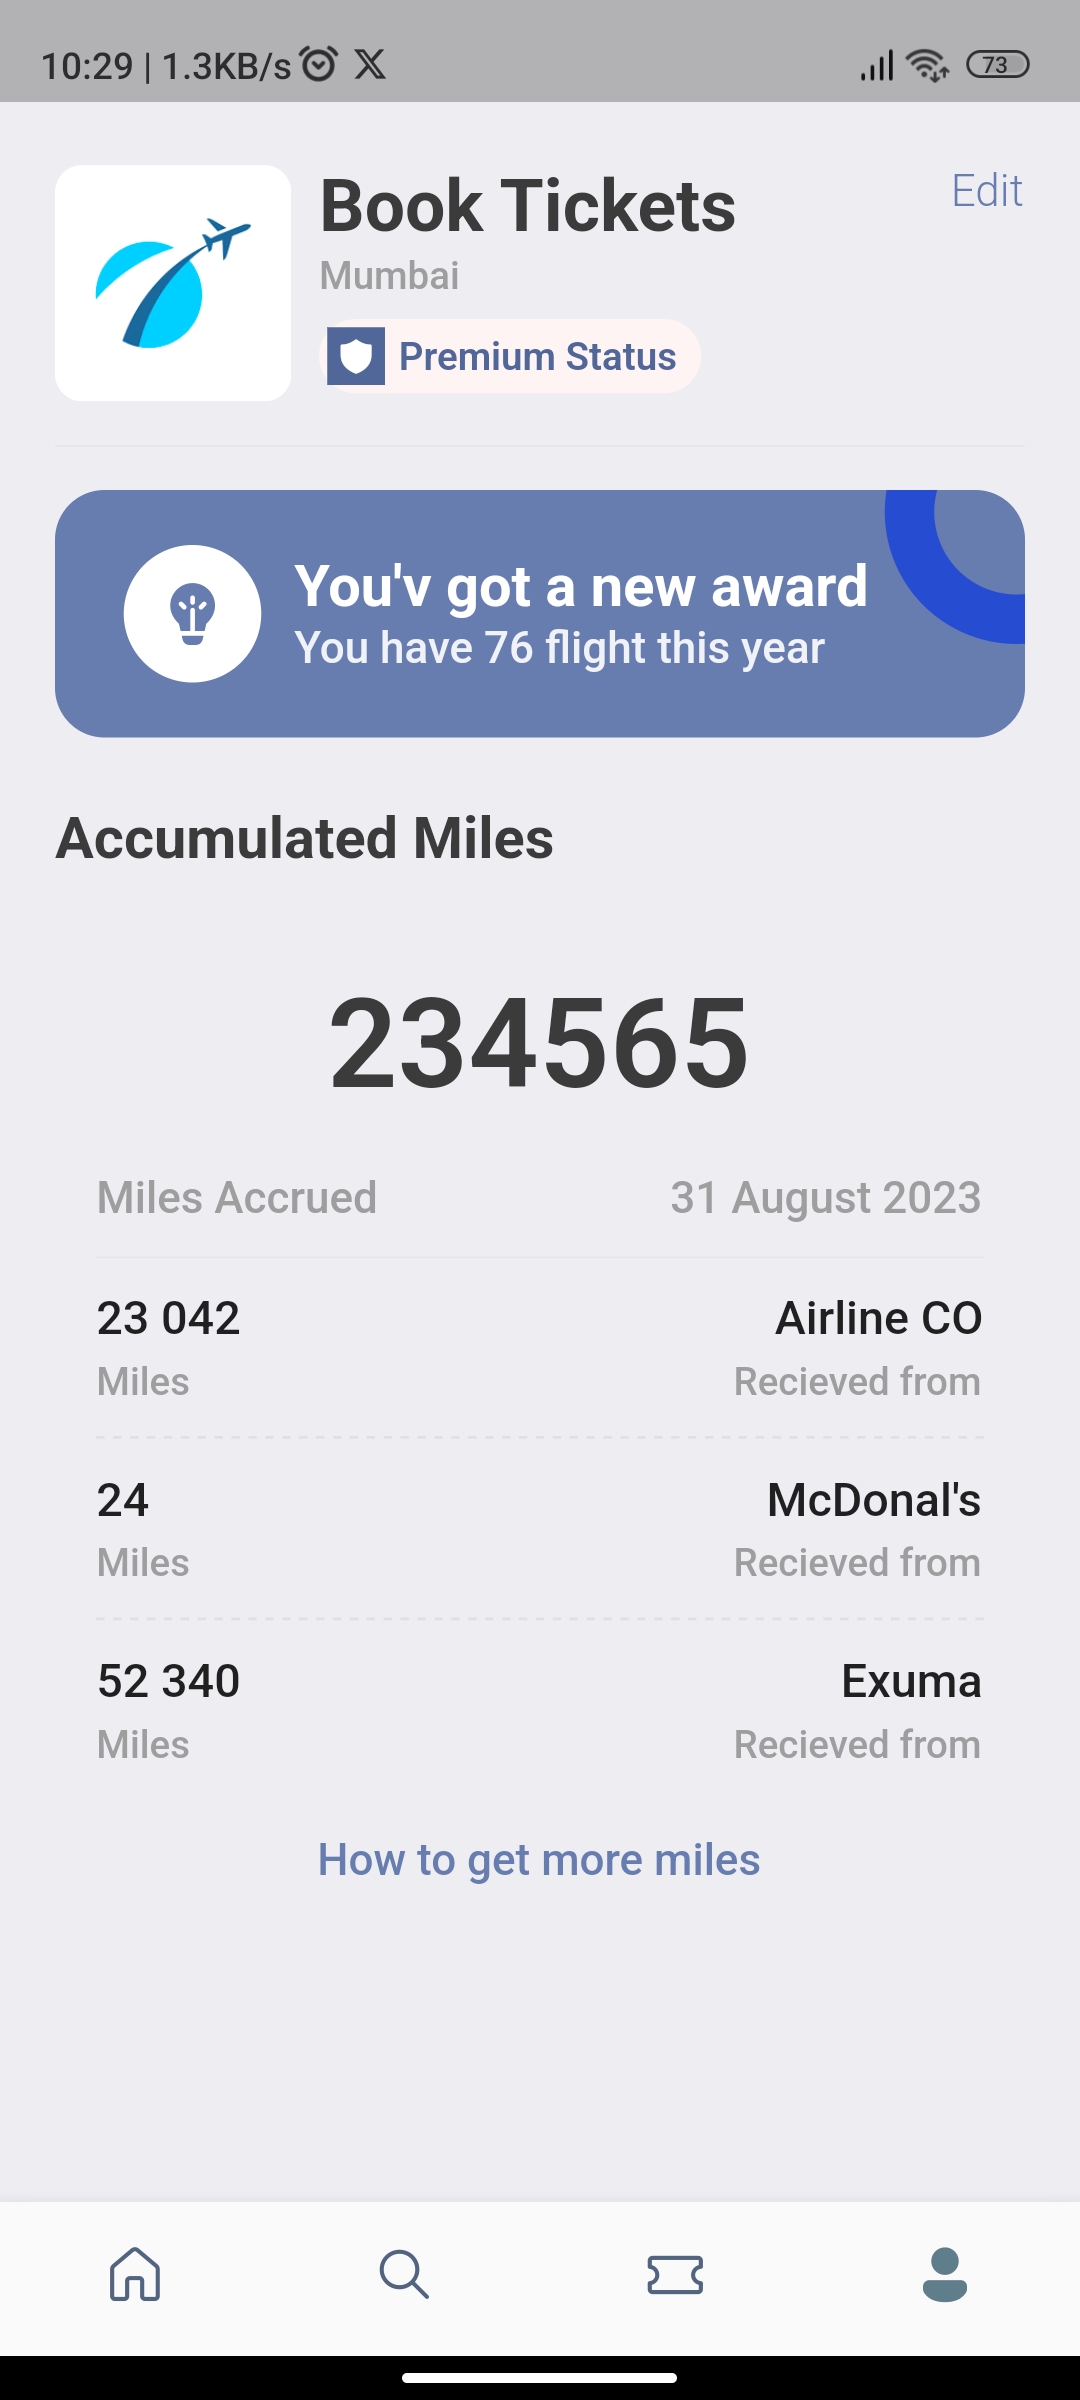 10:29 | 1.3KB/s
73
Book Tickets
Edit
Mumbai
Premium Status
You'v got a new award
You have 76 flight this year
Accumulated Miles
234565
Miles Accrued 31 August 2023
23 042 Airline CO
Miles Recieved from
24 McDonal's
Miles Recieved from
52 340 Exuma
Miles Recieved from
How to get more miles